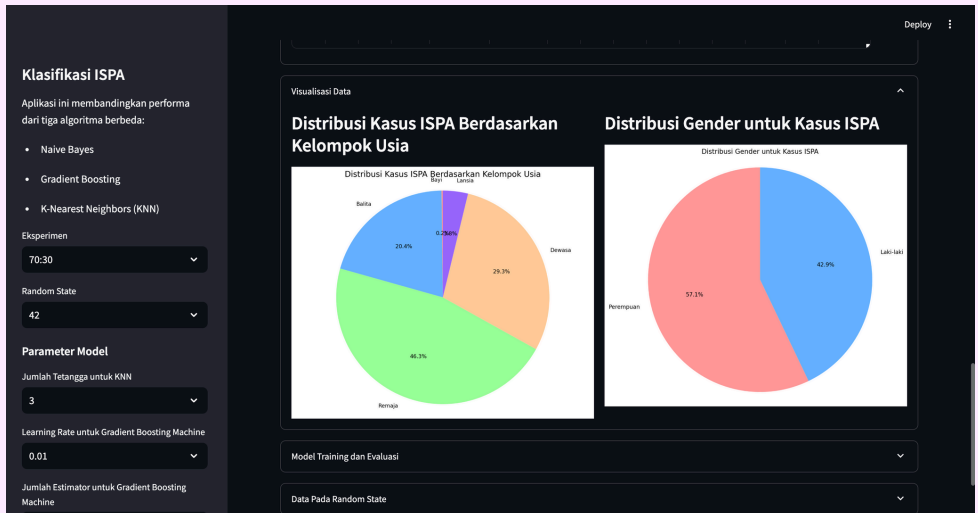 Deploy
Klasifikasi ISPA
Aplikasi ini membandingkan performa
dari tiga algoritma berbeda:
Naive Bayes
Gradient Boosting
K-Nearest Neighbors (KNN)
Eksperimen
70:30
Random State
42
Parameter Model
Jumlah Tetangga untuk KNN
3
Learning Rate untuk Gradient Boosting Machine
0.01
Jumlah Estimator untuk Gradient Boosting
Machine
Visualisasi Data
Distribusi Kasus ISPA Berdasarkan
Kelompok Usia
Distribusi Kasus ISPA Berdasarkan Kelompok Usia
Bayi
Lansia
Balita
20.4%
Dewasa
29.3%
46.3%
Remaja
Distribusi Gender untuk Kasus ISPA
Distribusi Gender untuk Kasus ISPA
Laki-laki
42.9%
57.1%
Perempuan
Model Training dan Evaluasi
Data Pada Random State